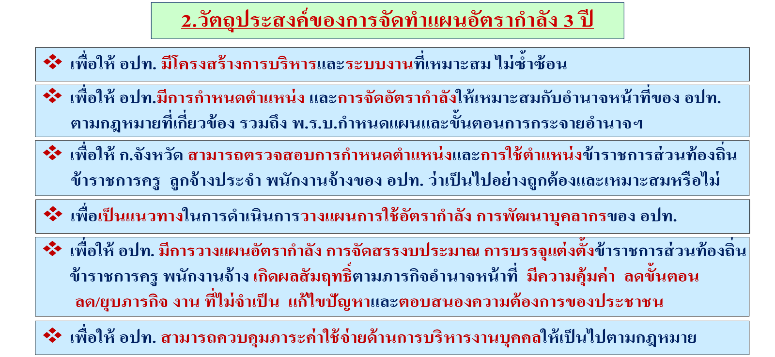 2.วัตถุประสงค์ของการจัดทำแผนอัตรากำลัง 3 ปี
❖ เพื่อให้ อปท. มีโครงสร้างการบริหารและระบบงานที่เหมาะสม ไม่ซ้ำซ้อน
❖ เพื่อให้ อปท.มีการกำหนดตำแหน่ง และการจัดอัตรากำลังให้เหมาะสมกับอำนาจหน้าที่ของ อปท.
ตามกฎหมายที่เกี่ยวข้อง รวมถึง พ.ร.บ.กำหนดแผนและขั้นตอนการกระจายอำนาจฯ
❖ เพื่อให้ ก.จังหวัด สามารถตรวจสอบการกำหนดตำแหน่งและการใช้ตำแหน่งข้าราชการส่วนท้องถิ่น
ข้าราชการครู ลูกจ้างประจำ พนักงานจ้างของ อปท. ว่าเป็นไปอย่างถูกต้องและเหมาะสมหรือไม่
❖ เพื่อเป็นแนวทางในการดำเนินการวางแผนการใช้อัตรากำลัง การพัฒนาบุคลากรของ อปท.
❖ เพื่อให้ อปท. มีการวางแผนอัตรากำลัง การจัดสรรงบประมาณ การบรรจุแต่งตั้งข้าราชการส่วนท้องถิ่น
ข้าราชการครู พนักงานจ้าง เกิดผลสัมฤทธิ์ตามภารกิจอำนาจหน้าที่ มีความคุ้มค่า ลดขั้นตอน
ลด/ยุบภารกิจ งาน ที่ไม่จำเป็น แก้ไขปัญหาและตอบสนองความต้องการของประชาชน
❖ เพื่อให้ อปท. สามารถควบคุมภาระค่าใช้จ่ายด้านการบริหารงานบุคคลให้เป็นไปตามกฎหมาย